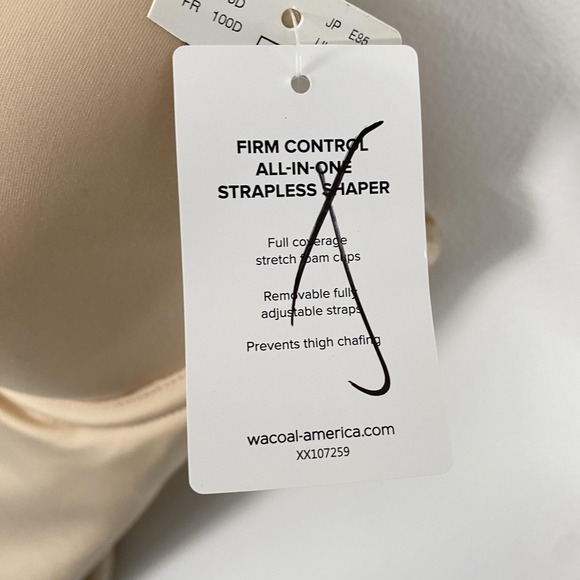 FR 100D
JP E85
FIRM CONTROL
ALL-IN-ONE
STRAPLESS SHAPER
Full coverage
stretch foam cups
Removable fully
adjustable straps
Prevents thigh chafing
wacoal-america.com
XX107259